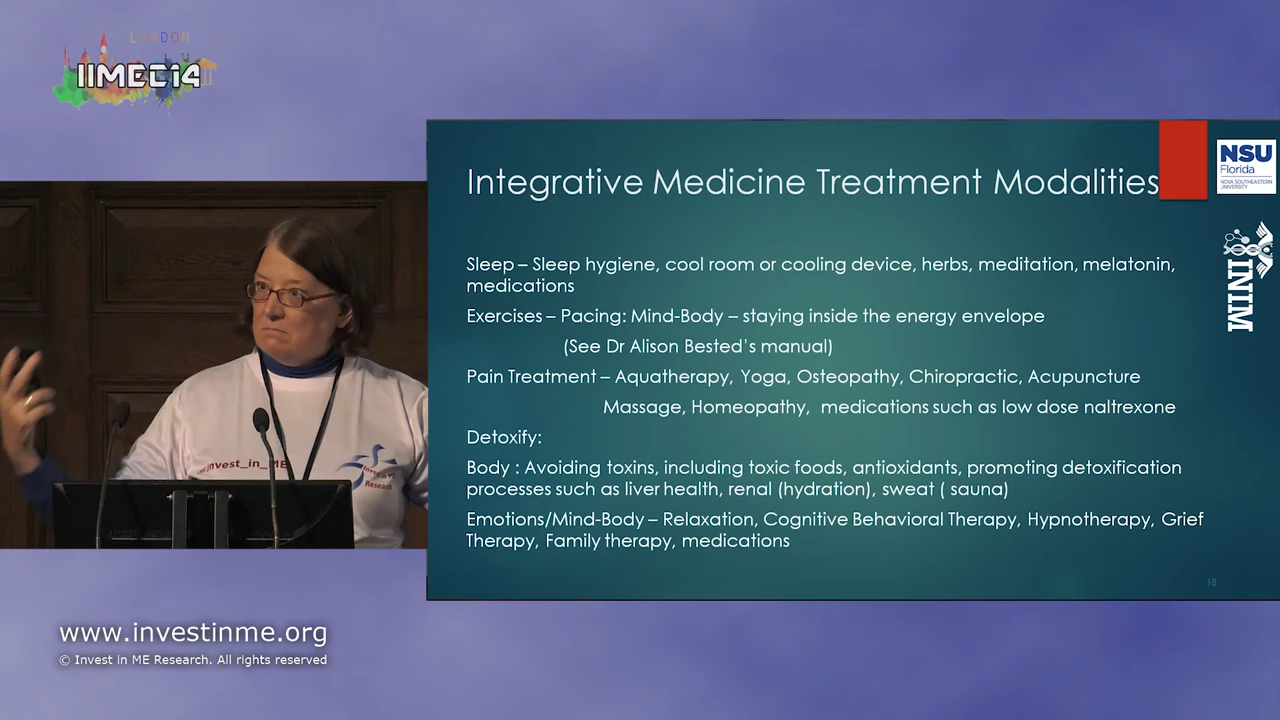 LONDON
IIMEC14
Integrative Medicine Treatment Modalities
NSU
Florida
NOVA SOUTHEASTERN
UNIVERSITY
INIM
Sleep – Sleep hygiene, cool room or cooling device, herbs, meditation, melatonin,
medications
Exercises – Pacing: Mind-Body – staying inside the energy envelope
(See Dr Alison Bested's manual)
Pain Treatment – Aquatherapy, Yoga, Osteopathy, Chiropractic, Acupuncture
Massage, Homeopathy, medications such as low dose naltrexone
Detoxify:
Body : Avoiding toxins, including toxic foods, antioxidants, promoting detoxification
processes such as liver health, renal (hydration), sweat ( sauna)
Emotions/Mind-Body – Relaxation, Cognitive Behavioral Therapy, Hypnotherapy, Grief
Therapy, Family therapy, medications
18
invest_in_ME
Invest in ME
Research
www.investinme.org
© Invest in ME Research. All rights reserved